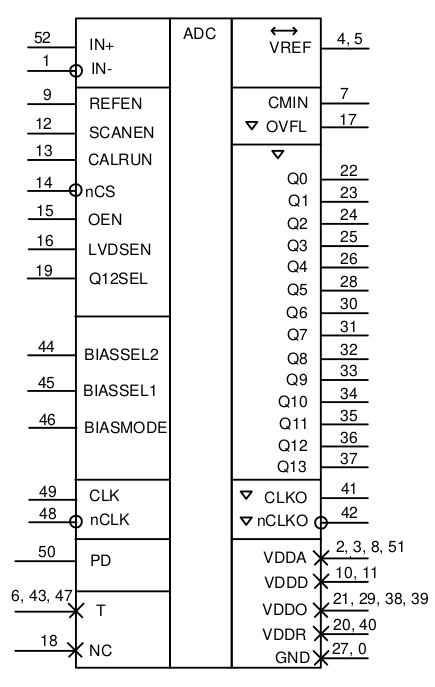 ADC
52 IN+
1 IN-
9 REFEN
12 SCANEN
13 CALRUN
14 nCS
15 OEN
16 LVDSEN
19 Q12SEL
44 BIASSEL2
45 BIASSEL1
46 BIASMODE
49 CLK
48 nCLK
50 PD
6, 43, 47 T
18 NC
VREF 4, 5
CMIN 7
OVFL 17
Q0 22
Q1 23
Q2 24
Q3 25
Q4 26
Q5 28
Q6 30
Q7 31
Q8 32
Q9 33
Q10 34
Q11 35
Q12 36
Q13 37
CLKO 41
nCLKO 42
VDDA 2, 3, 8, 51
VDDD 10, 11
VDDO 21, 29, 38, 39
VDDR 20, 40
GND 27, 0